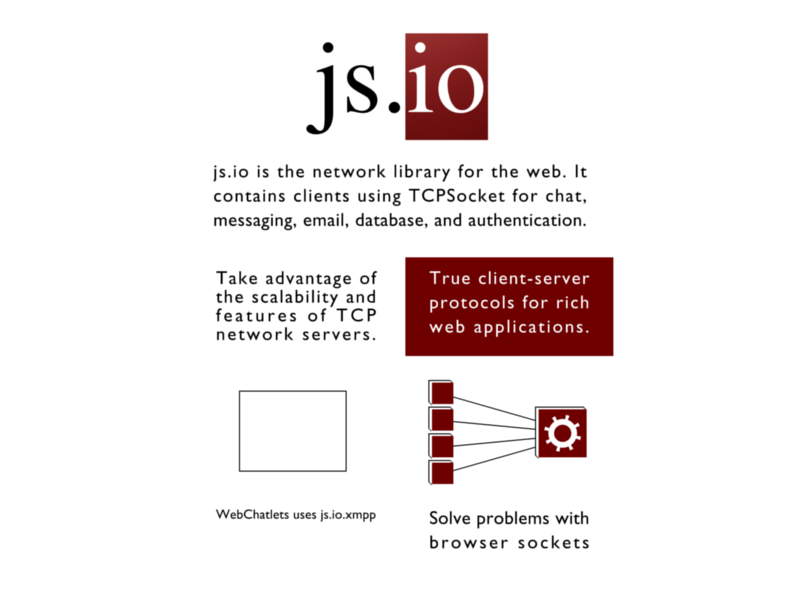 js.io
js.io is the network library for the web. It
contains clients using TCPSocket for chat,
messaging, email, database, and authentication.
Take advantage of
the scalability and
features of TCP
network servers.
True client-server
protocols for rich
web applications.
WebChatlets uses js.io.xmpp
Solve problems with
browser sockets